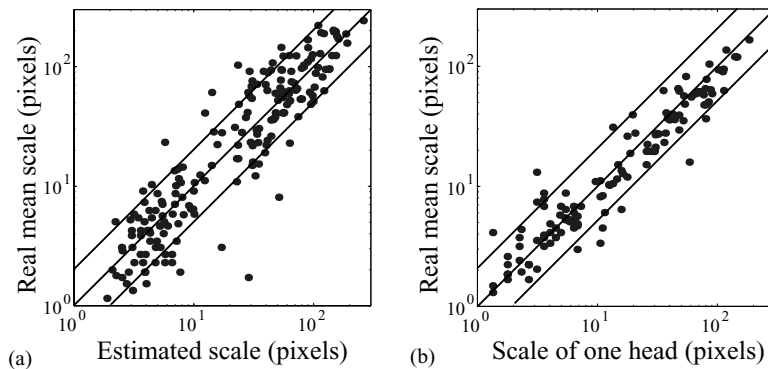 Real mean scale (pixels)
10^2
10^1
10^0
10^0 10^1 10^2
(a) Estimated scale (pixels)
Real mean scale (pixels)
10^2
10^1
10^0
10^0 10^1 10^2
(b) Scale of one head (pixels)